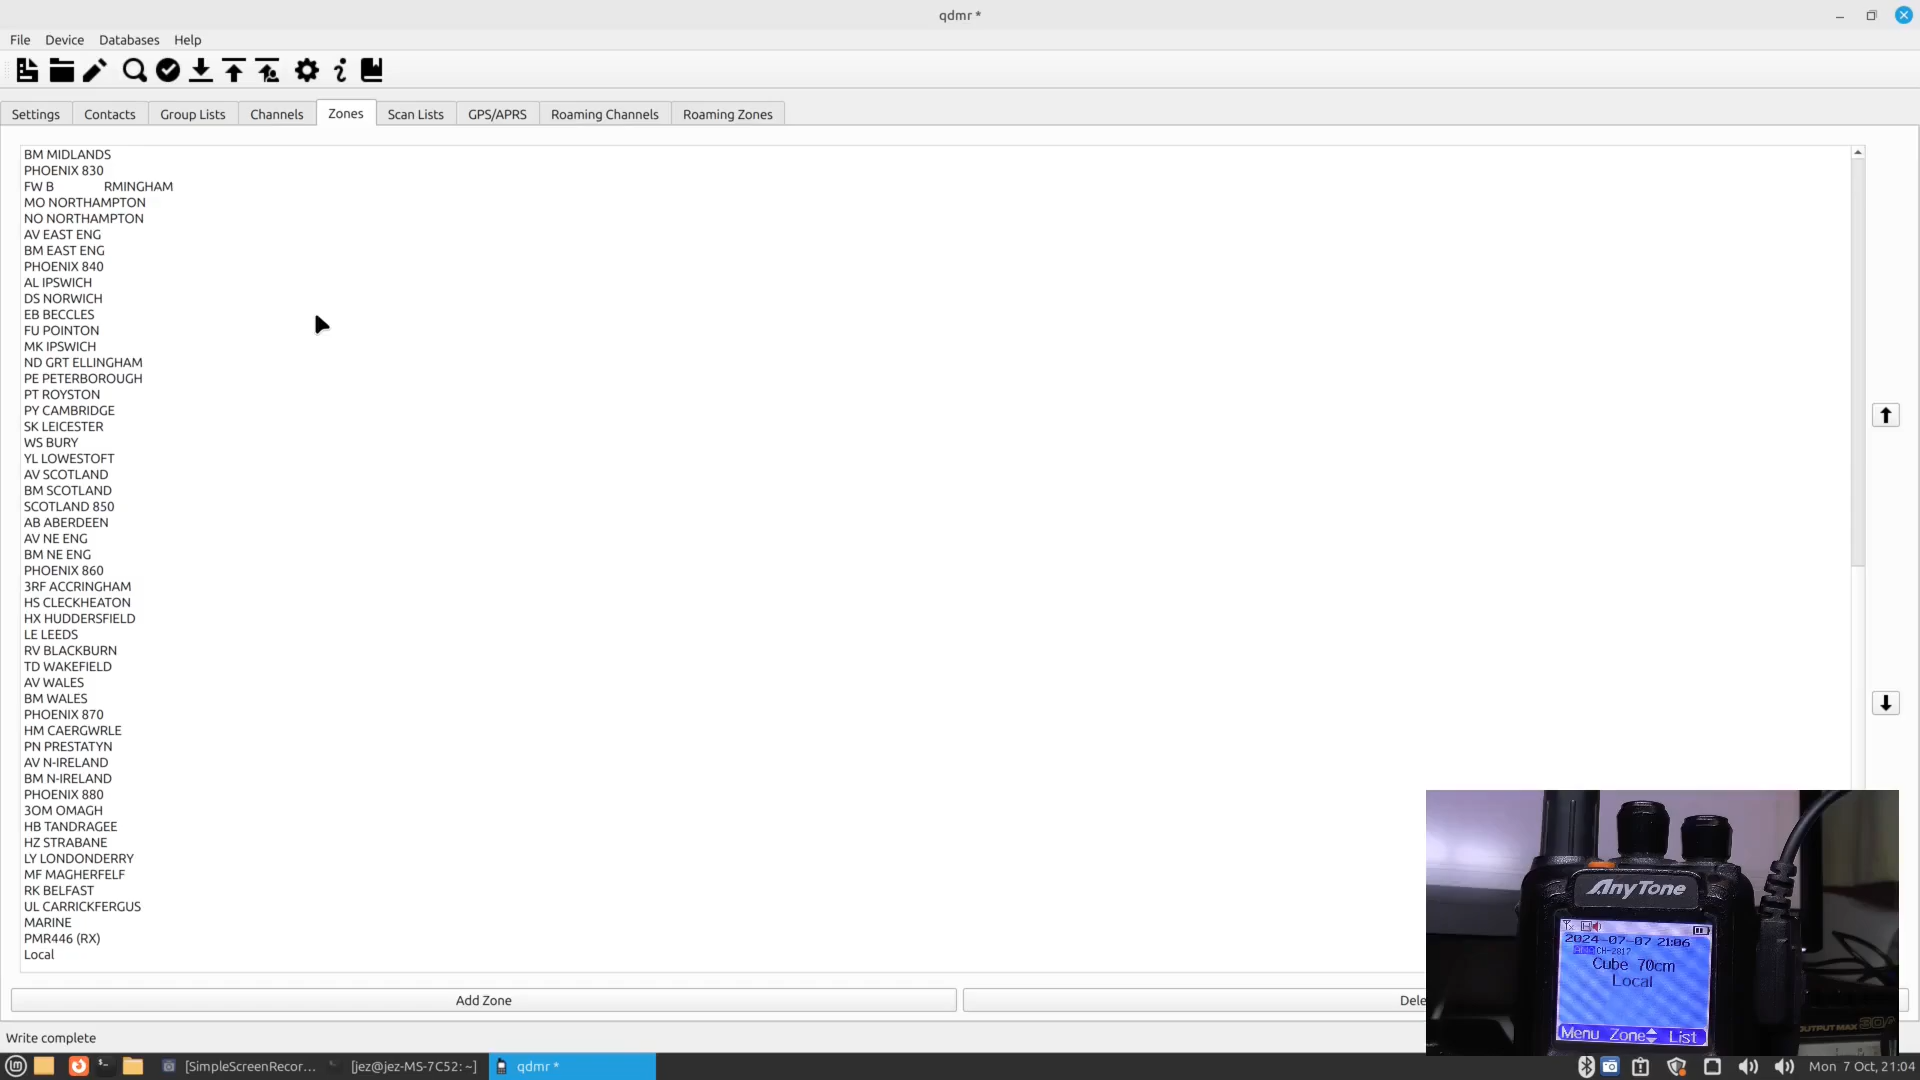 qdmr *
File Device Databases Help
Settings Contacts Group Lists Channels Zones Scan Lists GPS/APRS Roaming Channels Roaming Zones
BM MIDLANDS
PHOENIX 830
FW B RMINGHAM
MO NORTHAMPTON
NO NORTHAMPTON
AV EAST ENG
BM EAST ENG
PHOENIX 840
AL IPSWICH
DS NORWICH
EB BECCLES
FU POINTON
MK IPSWICH
ND GRT ELLINGHAM
PE PETERBOROUGH
PT ROYSTON
PY CAMBRIDGE
SK LEICESTER
WS BURY
YL LOWESTOFT
AV SCOTLAND
BM SCOTLAND
SCOTLAND 850
AB ABERDEEN
AV NE ENG
BM NE ENG
PHOENIX 860
3RF ACCRINGHAM
HS CLECKHEATON
HX HUDDERSFIELD
LE LEEDS
RV BLACKBURN
TD WAKEFIELD
AV WALES
BM WALES
PHOENIX 870
HM CAERGWRLE
PN PRESTATYN
AV N-IRELAND
BM N-IRELAND
PHOENIX 880
3OM OMAGH
HB TANDRAGEE
HZ STRABANE
LY LONDONDERRY
MF MAGHERFELF
RK BELFAST
UL CARRICKFERGUS
MARINE
PMR446 (RX)
Local
Add Zone Dele
AnyTone
2024-07-07 21:06
CH-2817
Cube 70cm
Local
Menu Zone List
OUTPUT MAX 30A
Write complete
[SimpleScreenRecor... [jez@jez-MS-7C52: ~] qdmr * Mon 7 Oct, 21:04